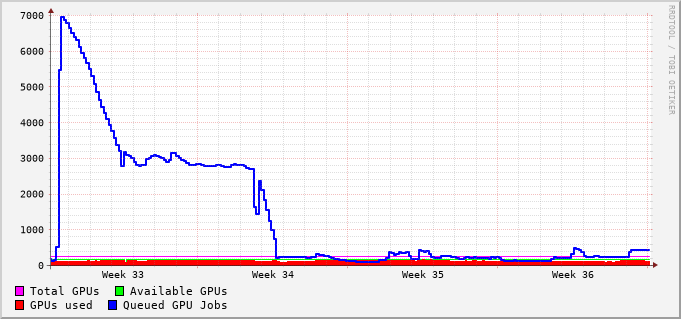 7000
6000
5000
4000
3000
2000
1000
0
Week 33 Week 34 Week 35 Week 36
Total GPUs Available GPUs
GPUs used Queued GPU Jobs
RRDTOOL / TOBI OETIKER